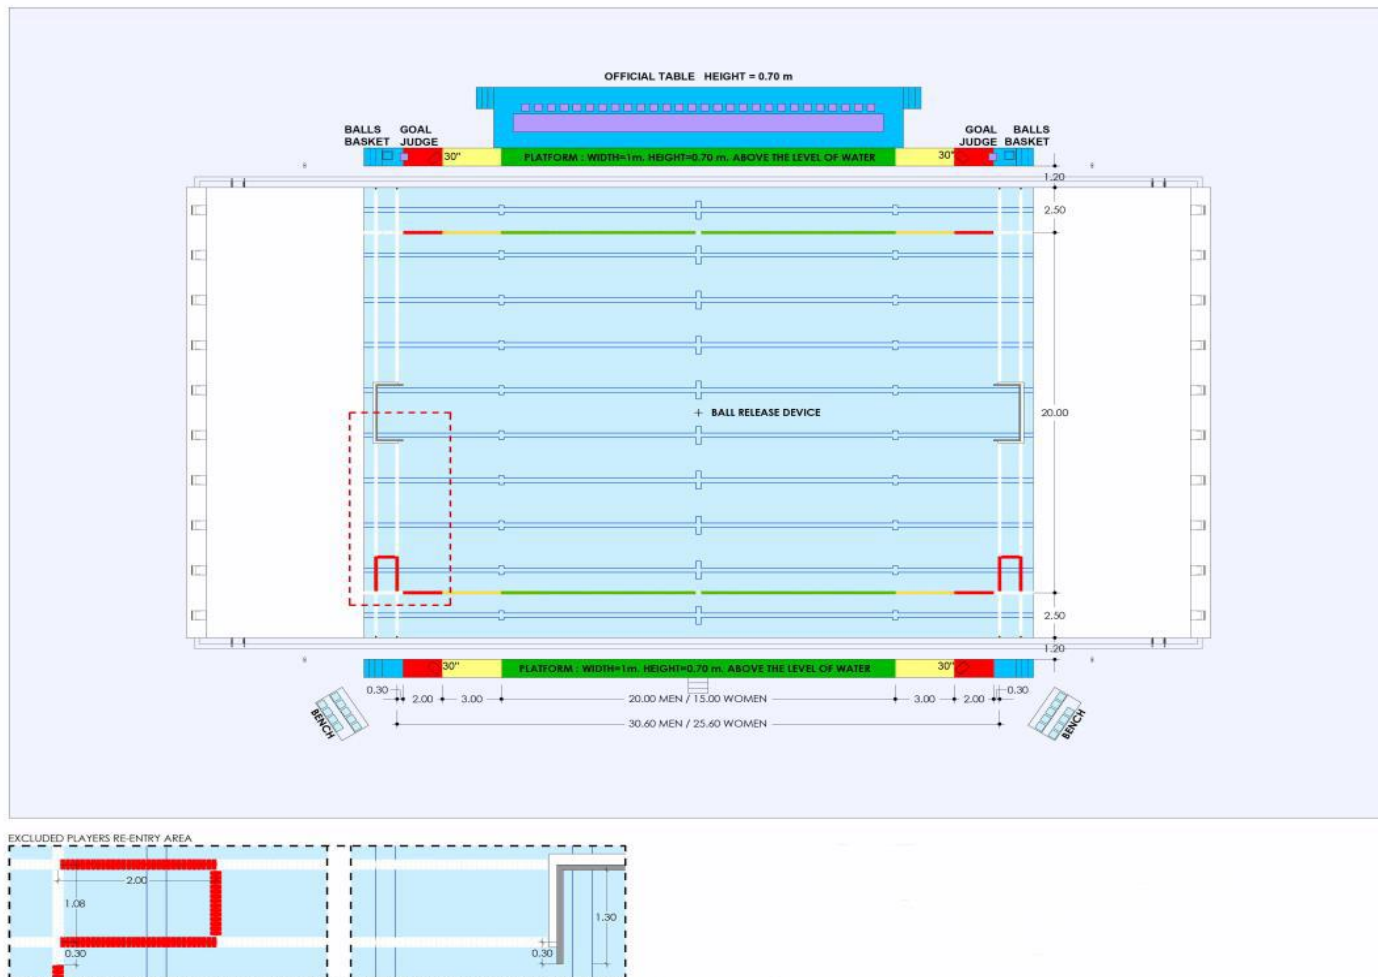 OFFICIAL TABLE HEIGHT = 0.70 m
BALLS BASKET
GOAL JUDGE
GOAL JUDGE
BALLS BASKET
30"
PLATFORM : WIDTH=1m. HEIGHT=0.70 m. ABOVE THE LEVEL OF WATER
30"
1.20
2.50
BALL RELEASE DEVICE
20.00
2.50
1.20
30"
PLATFORM : WIDTH=1m. HEIGHT=0.70 m. ABOVE THE LEVEL OF WATER
30"
0.30
2.00
3.00
20.00 MEN / 15.00 WOMEN
3.00
2.00
0.30
BENCH
30.60 MEN / 25.60 WOMEN
BENCH
EXCLUDED PLAYERS RE-ENTRY AREA
2.00
1.08
0.30
1.30
0.30